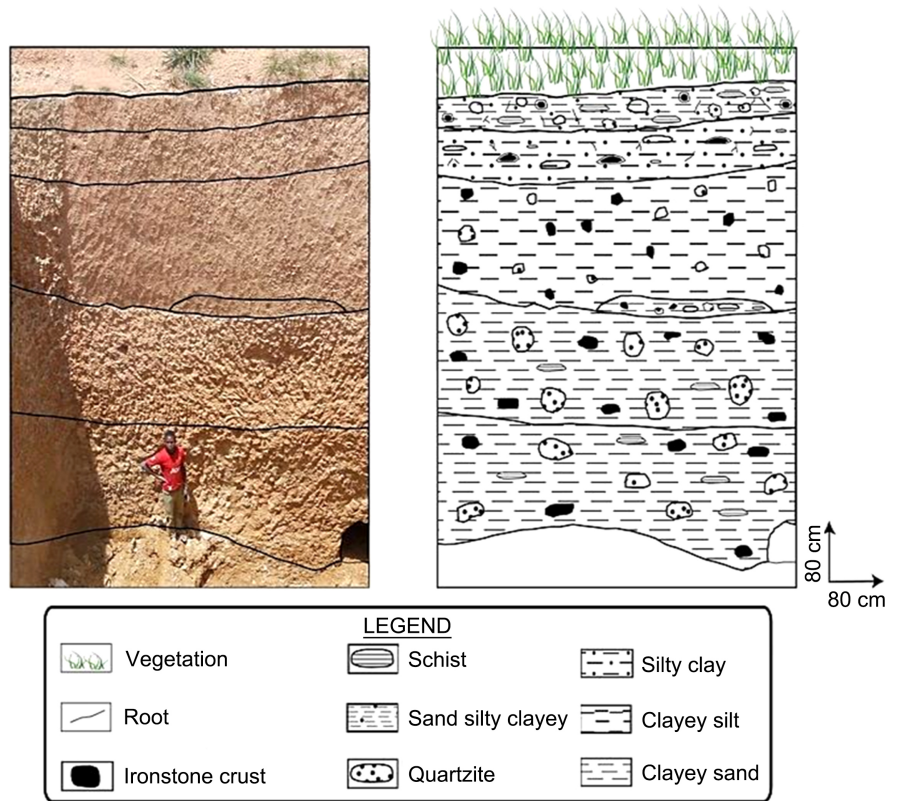 80 cm
80 cm
LEGEND
Vegetation
Schist
Silty clay
Root
Sand silty clayey
Clayey silt
Ironstone crust
Quartzite
Clayey sand